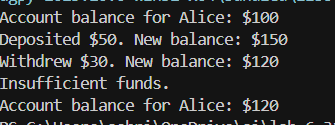 Account balance for Alice: $100
Deposited $50. New balance: $150
Withdrew $30. New balance: $120
Insufficient funds.
Account balance for Alice: $120